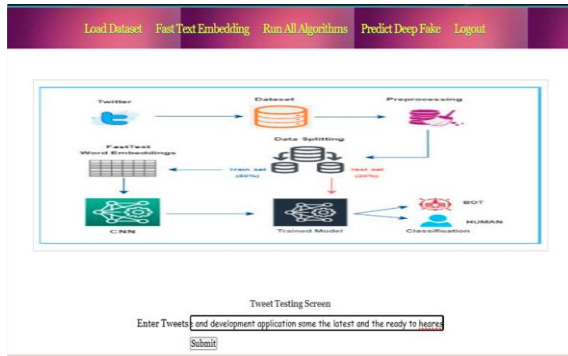 Load Dataset Fast Text Embedding Run All Algorithms Predict Deep Fake Logout
Twitter Dataset Preprocessing
FastText
Word Embeddings
Data Splitting
Train set
(80%)
test set
(20%)
BOT
HUMAN
CNN Trained Model Classification
Tweet Testing Screen
Enter Tweets and development application some the latest and the ready to heares
Submit